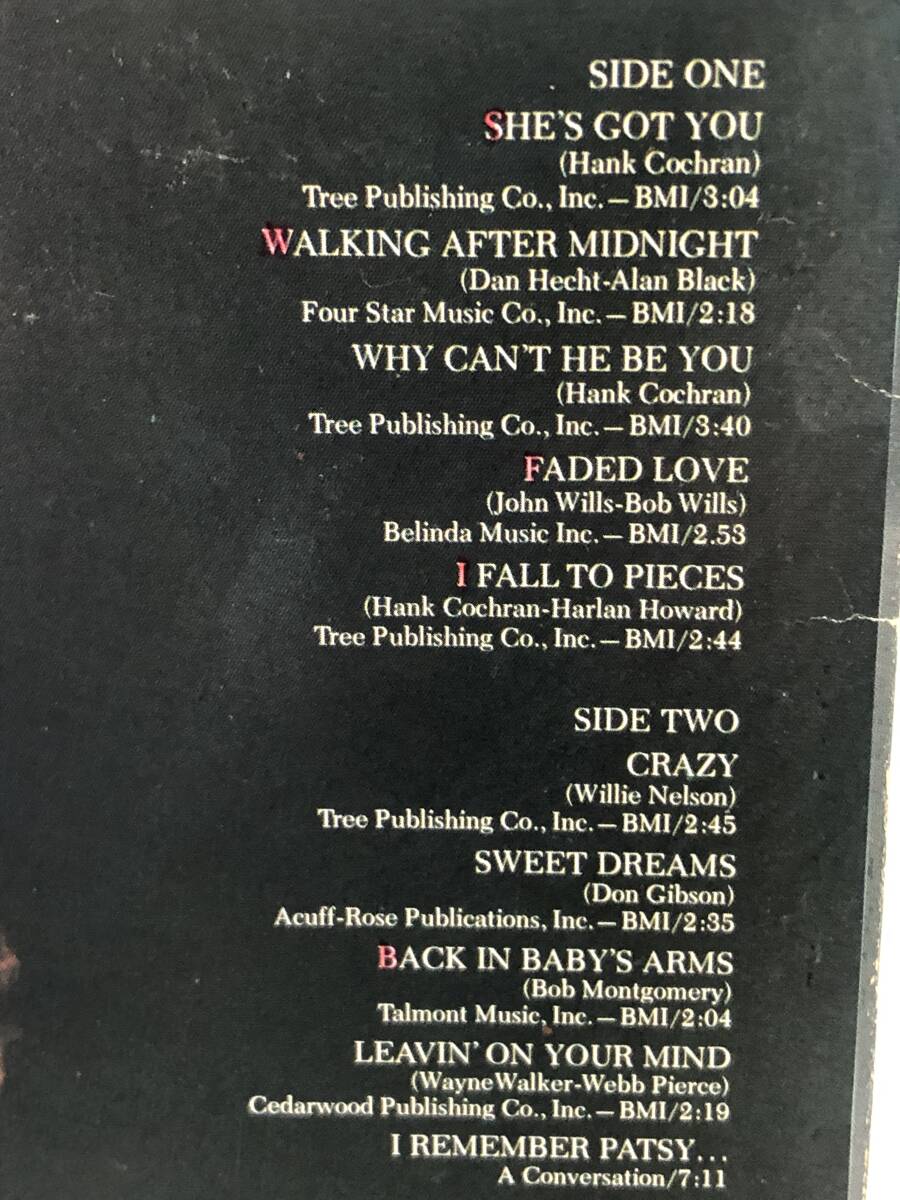 SIDE ONE
SHE'S GOT YOU
(Hank Cochran)
Tree Publishing Co., Inc. — BMI/3:04
WALKING AFTER MIDNIGHT
(Dan Hecht-Alan Black)
Four Star Music Co., Inc. — BMI/2:18
WHY CAN'T HE BE YOU
(Hank Cochran)
Tree Publishing Co., Inc. — BMI/3:40
FADED LOVE
(John Wills-Bob Wills)
Belinda Music Inc. — BMI/2.53
I FALL TO PIECES
(Hank Cochran-Harlan Howard)
Tree Publishing Co., Inc. — BMI/2:44
SIDE TWO
CRAZY
(Willie Nelson)
Tree Publishing Co., Inc. — BMI/2:45
SWEET DREAMS
(Don Gibson)
Acuff-Rose Publications, Inc. — BMI/2:35
BACK IN BABY'S ARMS
(Bob Montgomery)
Talmont Music, Inc. — BMI/2:04
LEAVIN' ON YOUR MIND
(Wayne Walker-Webb Pierce)
Cedarwood Publishing Co., Inc. — BMI/2:19
I REMEMBER PATSY...
A Conversation/7:11